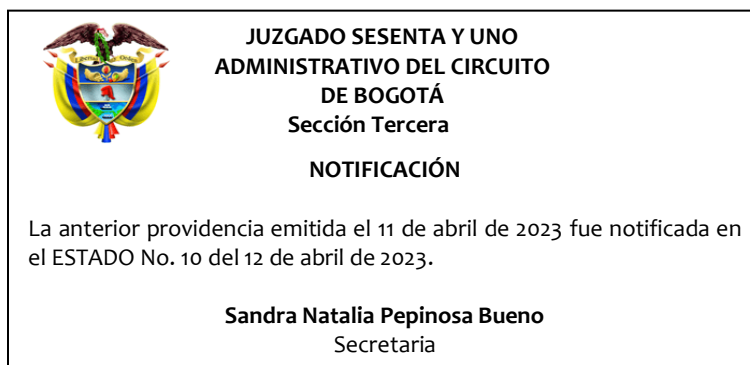 JUZGADO SESENTA Y UNO
ADMINISTRATIVO DEL CIRCUITO
DE BOGOTÁ
Sección Tercera
NOTIFICACIÓN
La anterior providencia emitida el 11 de abril de 2023 fue notificada en
el ESTADO No. 10 del 12 de abril de 2023.
Sandra Natalia Pepinosa Bueno
Secretaria